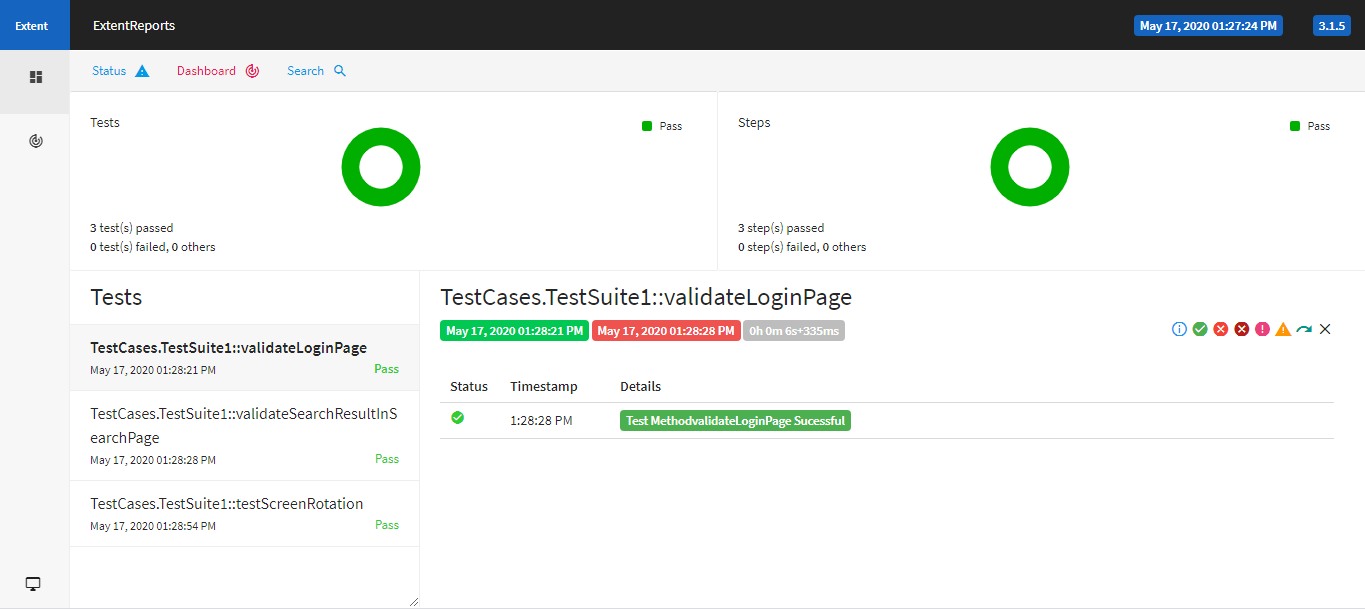 Extent
ExtentReports
May 17, 2020 01:27:24 PM
3.1.5
Status
Dashboard
Search
Tests
Pass
3 test(s) passed
0 test(s) failed, 0 others
Steps
Pass
3 step(s) passed
0 step(s) failed, 0 others
Tests
TestCases.TestSuite1::validateLoginPage
May 17, 2020 01:28:21 PM
Pass
TestCases.TestSuite1::validateSearchResultInS
earchPage
May 17, 2020 01:28:28 PM
Pass
TestCases.TestSuite1::testScreenRotation
May 17, 2020 01:28:54 PM
Pass
TestCases.TestSuite1::validateLoginPage
May 17, 2020 01:28:21 PM May 17, 2020 01:28:28 PM 0h 0m 6s+335ms
Status Timestamp Details
1:28:28 PM Test MethodvalidateLoginPage Sucessful